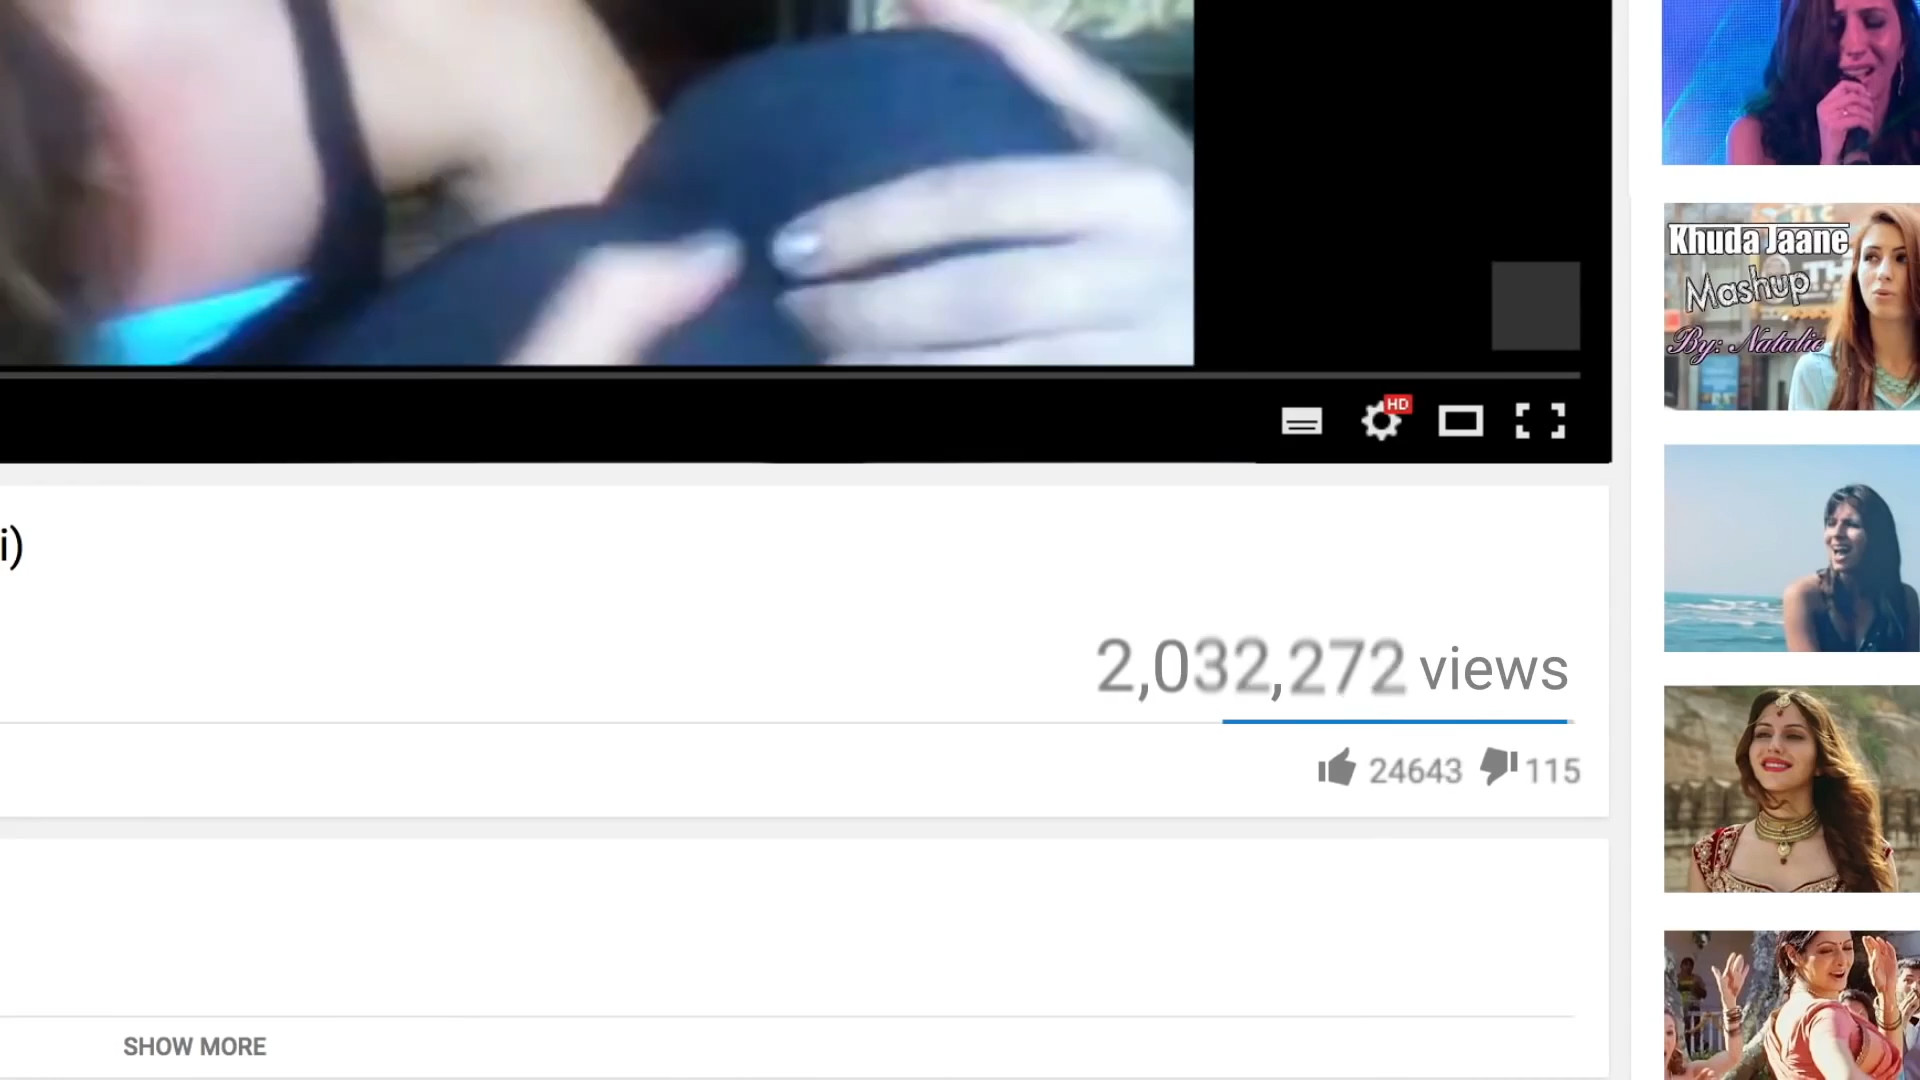 Khuda Jaane
Mashup
By: Natalie
HD
i)
2,032,272 views
24643 115
SHOW MORE